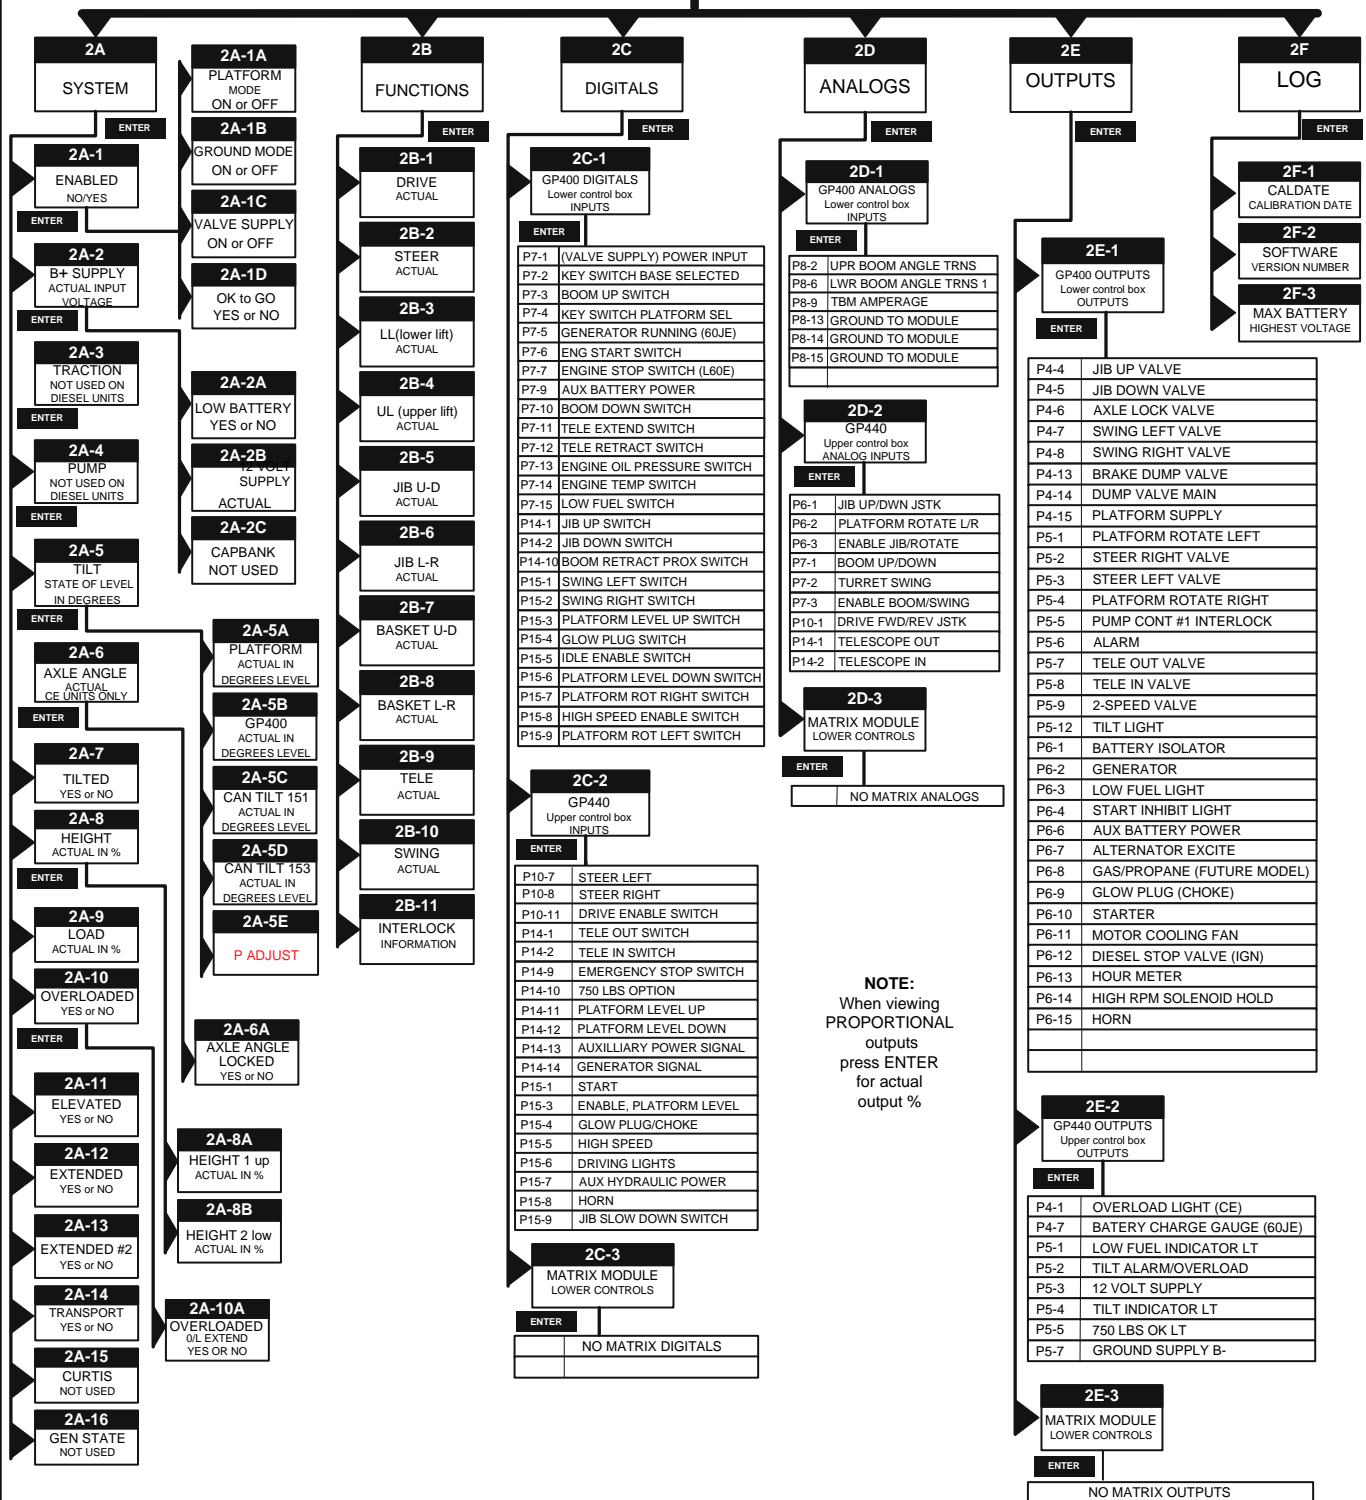 2A
SYSTEM
ENTER
2A-1
ENABLED
NO/YES
ENTER
2A-2
B+ SUPPLY
ACTUAL INPUT
VOLTAGE
2A-3
TRACTION
NOT USED ON
DIESEL UNITS
ENTER
2A-4
PUMP
NOT USED ON
DIESEL UNITS
ENTER
2A-5
TILT
STATE OF LEVEL
IN DEGREES
ENTER
2A-6
AXLE ANGLE
ACTUAL
CE UNITS ONLY
ENTER
2A-7
TILTED
YES or NO
2A-8
HEIGHT
ACTUAL IN %
ENTER
2A-9
LOAD
ACTUAL IN %
2A-10
OVERLOADED
YES or NO
ENTER
2A-11
ELEVATED
YES or NO
2A-12
EXTENDED
YES or NO
2A-13
EXTENDED #2
YES or NO
2A-14
TRANSPORT
YES or NO
2A-15
CURTIS
NOT USED
2A-16
GEN STATE
NOT USED
2A-1A
PLATFORM
MODE
ON or OFF
2A-1B
GROUND MODE
ON or OFF
2A-1C
VALVE SUPPLY
ON or OFF
2A-1D
OK to GO
YES or NO
2A-2A
LOW BATTERY
YES or NO
2A-2B
12 VOLT
SUPPLY
ACTUAL
2A-2C
CAPBANK
NOT USED
2A-5A
PLATFORM
ACTUAL IN
DEGREES LEVEL
2A-5B
GP400
ACTUAL IN
DEGREES LEVEL
2A-5C
CAN TILT 151
ACTUAL IN
DEGREES LEVEL
2A-5D
CAN TILT 153
ACTUAL IN
DEGREES LEVEL
2A-5E
P ADJUST
2A-6A
AXLE ANGLE
LOCKED
YES or NO
2A-8A
HEIGHT 1 up
ACTUAL IN %
2A-8B
HEIGHT 2 low
ACTUAL IN %
2A-10A
OVERLOADED
0/L EXTEND
YES OR NO
2B
FUNCTIONS
ENTER
2B-1
DRIVE
ACTUAL
2B-2
STEER
ACTUAL
2B-3
LL(lower lift)
ACTUAL
2B-4
UL (upper lift)
ACTUAL
2B-5
JIB U-D
ACTUAL
2B-6
JIB L-R
ACTUAL
2B-7
BASKET U-D
ACTUAL
2B-8
BASKET L-R
ACTUAL
2B-9
TELE
ACTUAL
2B-10
SWING
ACTUAL
2B-11
INTERLOCK
INFORMATION
2C
DIGITALS
ENTER
2C-1
GP400 DIGITALS
Lower control box
INPUTS
ENTER
P7-1 (VALVE SUPPLY) POWER INPUT
P7-2 KEY SWITCH BASE SELECTED
P7-3 BOOM UP SWITCH
P7-4 KEY SWITCH PLATFORM SEL
P7-5 GENERATOR RUNNING (60JE)
P7-6 ENG START SWITCH
P7-7 ENGINE STOP SWITCH (L60E)
P7-9 AUX BATTERY POWER
P7-10 BOOM DOWN SWITCH
P7-11 TELE EXTEND SWITCH
P7-12 TELE RETRACT SWITCH
P7-13 ENGINE OIL PRESSURE SWITCH
P7-14 ENGINE TEMP SWITCH
P7-15 LOW FUEL SWITCH
P14-1 JIB UP SWITCH
P14-2 JIB DOWN SWITCH
P14-10 BOOM RETRACT PROX SWITCH
P15-1 SWING LEFT SWITCH
P15-2 SWING RIGHT SWITCH
P15-3 PLATFORM LEVEL UP SWITCH
P15-4 GLOW PLUG SWITCH
P15-5 IDLE ENABLE SWITCH
P15-6 PLATFORM LEVEL DOWN SWITCH
P15-7 PLATFORM ROT RIGHT SWITCH
P15-8 HIGH SPEED ENABLE SWITCH
P15-9 PLATFORM ROT LEFT SWITCH
2C-2
GP440
Upper control box
INPUTS
ENTER
P10-7 STEER LEFT
P10-8 STEER RIGHT
P10-11 DRIVE ENABLE SWITCH
P14-1 TELE OUT SWITCH
P14-2 TELE IN SWITCH
P14-9 EMERGENCY STOP SWITCH
P14-10 750 LBS OPTION
P14-11 PLATFORM LEVEL UP
P14-12 PLATFORM LEVEL DOWN
P14-13 AUXILLIARY POWER SIGNAL
P14-14 GENERATOR SIGNAL
P15-1 START
P15-3 ENABLE, PLATFORM LEVEL
P15-4 GLOW PLUG/CHOKE
P15-5 HIGH SPEED
P15-6 DRIVING LIGHTS
P15-7 AUX HYDRAULIC POWER
P15-8 HORN
P15-9 JIB SLOW DOWN SWITCH
2C-3
MATRIX MODULE
LOWER CONTROLS
ENTER
NO MATRIX DIGITALS
2D
ANALOGS
ENTER
2D-1
GP400 ANALOGS
Lower control box
INPUTS
ENTER
P8-2 UPR BOOM ANGLE TRNS
P8-6 LWR BOOM ANGLE TRNS 1
P8-9 TBM AMPERAGE
P8-13 GROUND TO MODULE
P8-14 GROUND TO MODULE
P8-15 GROUND TO MODULE
2D-2
GP440
Upper control box
ANALOG INPUTS
ENTER
P6-1 JIB UP/DWN JSTK
P6-2 PLATFORM ROTATE L/R
P6-3 ENABLE JIB/ROTATE
P7-1 BOOM UP/DOWN
P7-2 TURRET SWING
P7-3 ENABLE BOOM/SWING
P10-1 DRIVE FWD/REV JSTK
P14-1 TELESCOPE OUT
P14-2 TELESCOPE IN
2D-3
MATRIX MODULE
LOWER CONTROLS
ENTER
NO MATRIX ANALOGS
NOTE:
When viewing
PROPORTIONAL
outputs
press ENTER
for actual
output %
2E
OUTPUTS
ENTER
2E-1
GP400 OUTPUTS
Lower control box
OUTPUTS
ENTER
P4-4 JIB UP VALVE
P4-5 JIB DOWN VALVE
P4-6 AXLE LOCK VALVE
P4-7 SWING LEFT VALVE
P4-8 SWING RIGHT VALVE
P4-13 BRAKE DUMP VALVE
P4-14 DUMP VALVE MAIN
P4-15 PLATFORM SUPPLY
P5-1 PLATFORM ROTATE LEFT
P5-2 STEER RIGHT VALVE
P5-3 STEER LEFT VALVE
P5-4 PLATFORM ROTATE RIGHT
P5-5 PUMP CONT #1 INTERLOCK
P5-6 ALARM
P5-7 TELE OUT VALVE
P5-8 TELE IN VALVE
P5-9 2-SPEED VALVE
P5-12 TILT LIGHT
P6-1 BATTERY ISOLATOR
P6-2 GENERATOR
P6-3 LOW FUEL LIGHT
P6-4 START INHIBIT LIGHT
P6-6 AUX BATTERY POWER
P6-7 ALTERNATOR EXCITE
P6-8 GAS/PROPANE (FUTURE MODEL)
P6-9 GLOW PLUG (CHOKE)
P6-10 STARTER
P6-11 MOTOR COOLING FAN
P6-12 DIESEL STOP VALVE (IGN)
P6-13 HOUR METER
P6-14 HIGH RPM SOLENOID HOLD
P6-15 HORN
2E-2
GP440 OUTPUTS
Upper control box
OUTPUTS
ENTER
P4-1 OVERLOAD LIGHT (CE)
P4-7 BATERY CHARGE GAUGE (60JE)
P5-1 LOW FUEL INDICATOR LT
P5-2 TILT ALARM/OVERLOAD
P5-3 12 VOLT SUPPLY
P5-4 TILT INDICATOR LT
P5-5 750 LBS OK LT
P5-7 GROUND SUPPLY B-
2E-3
MATRIX MODULE
LOWER CONTROLS
ENTER
NO MATRIX OUTPUTS
2F
LOG
ENTER
2F-1
CALDATE
CALIBRATION DATE
2F-2
SOFTWARE
VERSION NUMBER
2F-3
MAX BATTERY
HIGHEST VOLTAGE